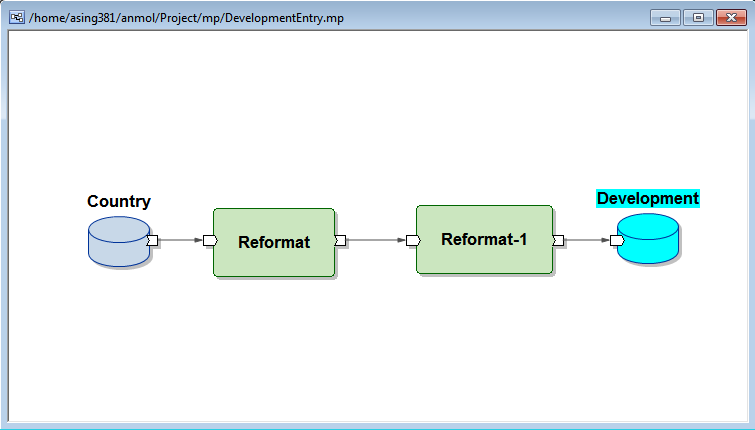 /home/asing381/anmol/Project/mp/DevelopmentEntry.mp
Country
Reformat
Reformat-1
Development